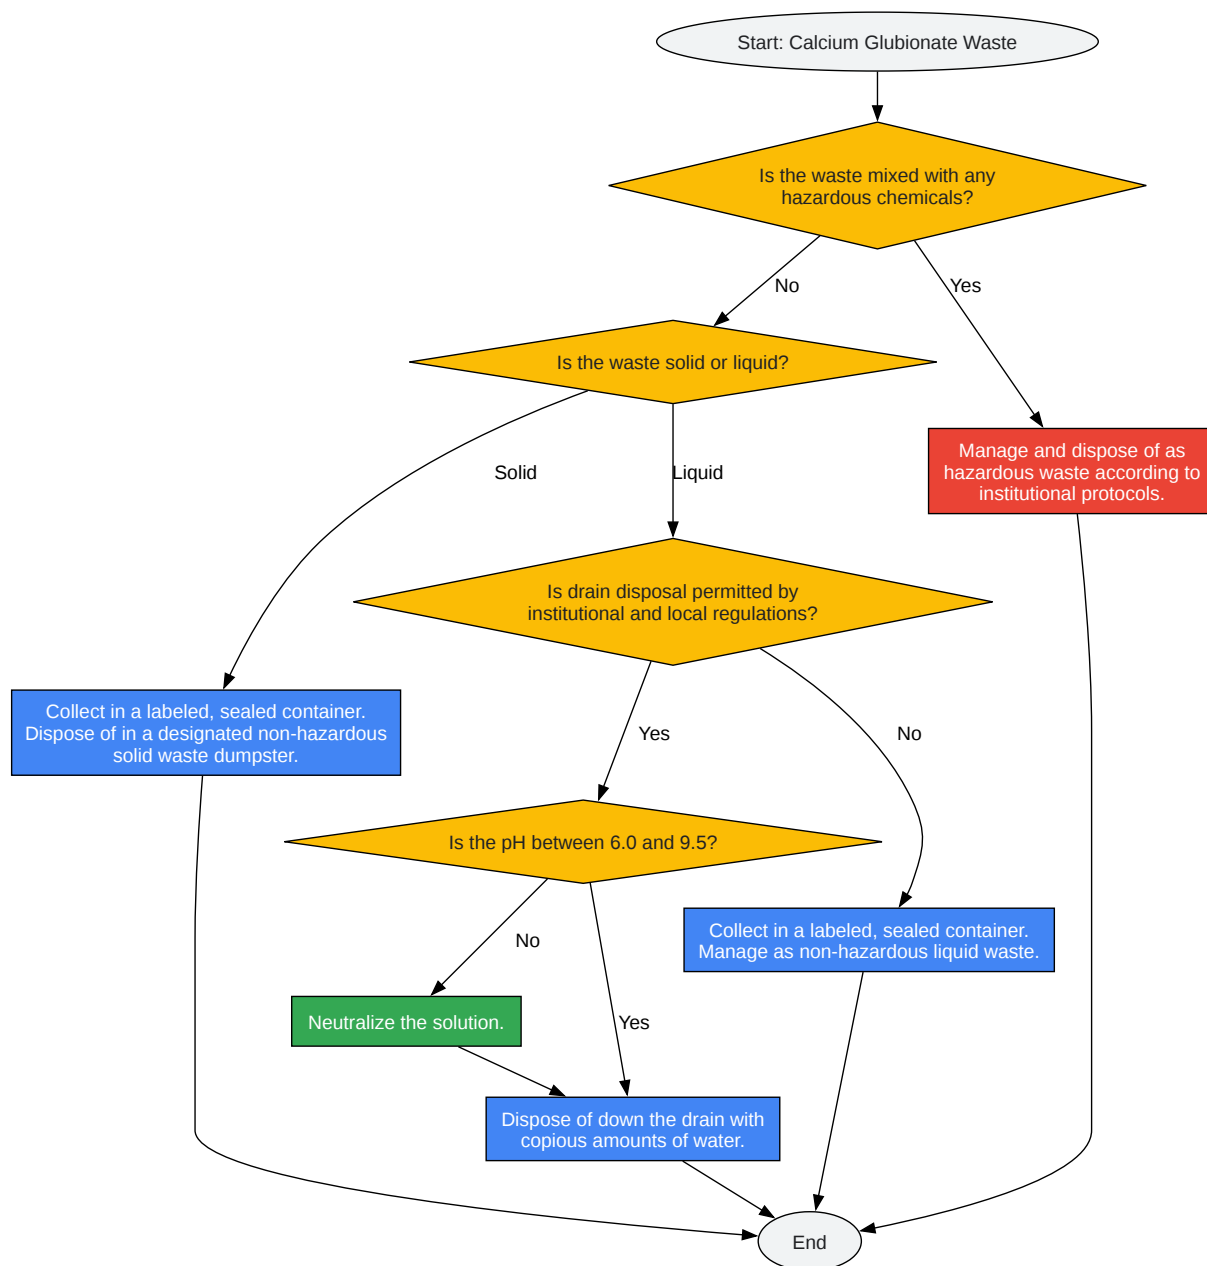 Start: Calcium Glubionate Waste
Is the waste mixed with any
hazardous chemicals?
No
Yes
Is the waste solid or liquid?
Solid
Liquid
Manage and dispose of as
hazardous waste according to
institutional protocols.
Is drain disposal permitted by
institutional and local regulations?
Yes
No
Collect in a labeled, sealed container.
Dispose of in a designated non-hazardous
solid waste dumpster.
Is the pH between 6.0 and 9.5?
No
Yes
Collect in a labeled, sealed container.
Manage as non-hazardous liquid waste.
Neutralize the solution.
Dispose of down the drain with
copious amounts of water.
End